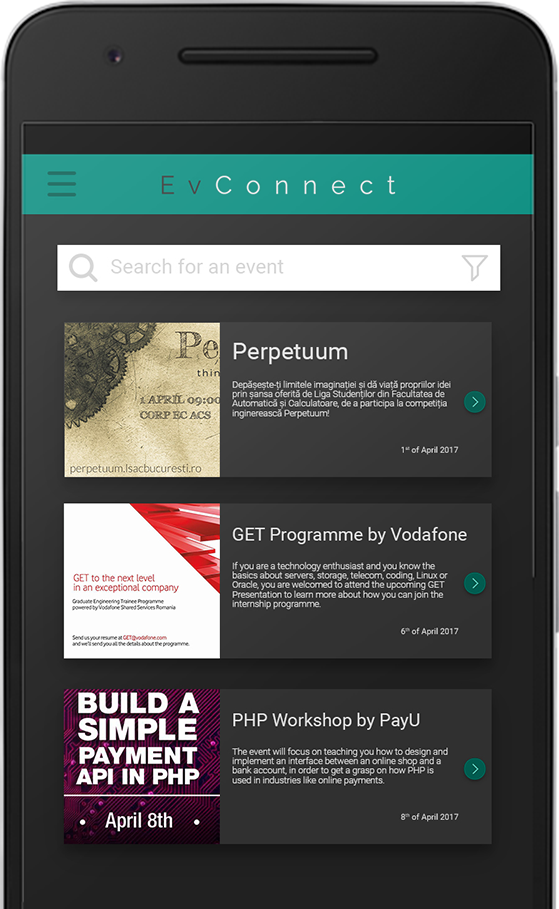 EvConnect
Search for an event
Pe
thin
1 APRIL 09:00
CORP EC ACS
perpetuum.lsacbucuresti.ro
Perpetuum
Depășește-ți limitele imaginației și dă viață propriilor idei
prin șansa oferită de Liga Studenților din Facultatea de
Automatică și Calculatoare, de a participa la competiția
inginerească Perpetuum!
1st of April 2017
GET to the next level
in an exceptional company
Graduate Engineering Trainee Programme
powered by Vodafone Shared Services Romania
Send us your resume at GET@vodafone.com
and we'll send you all the details about the programme.
GET Programme by Vodafone
If you are a technology enthusiast and you know the
basics about servers, storage, telecom, coding, Linux or
Oracle, you are welcomed to attend the upcoming GET
Presentation to learn more about how you can join the
internship programme.
6th of April 2017
BUILD A
SIMPLE
PAYMENT
API IN PHP
• April 8th •
PHP Workshop by PayU
The event will focus on teaching you how to design and
implement an interface between an online shop and a
bank account, in order to get a grasp on how PHP is
used in industries like online payments.
8th of April 2017